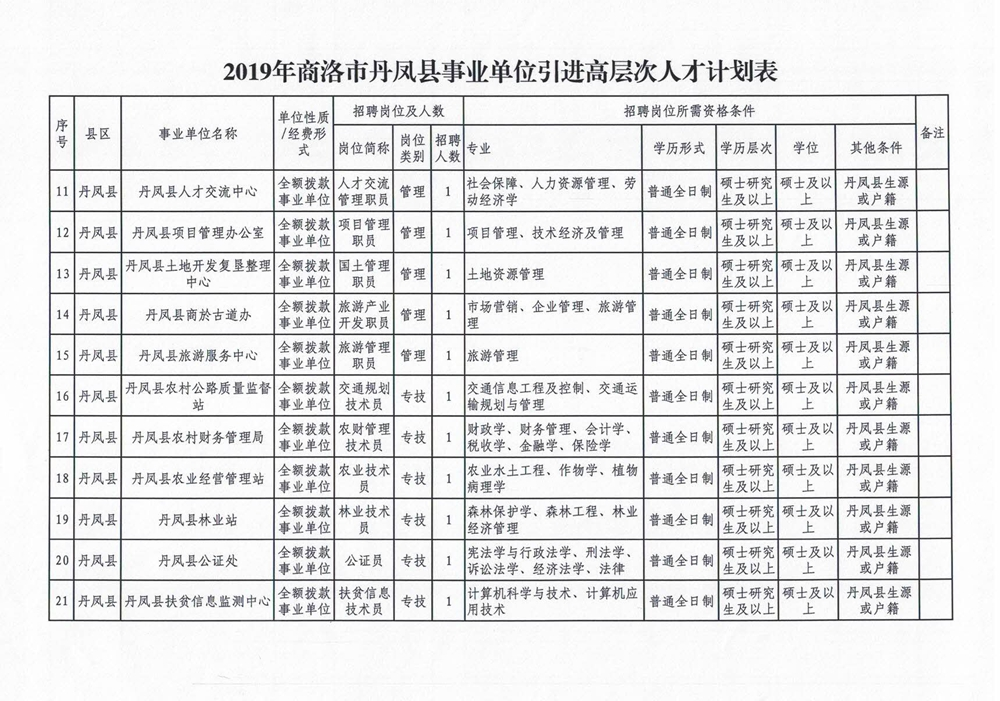 2019年商洛市丹凤县事业单位引进高层次人才计划表
序号 县区 事业单位名称 单位性质/经费形式 招聘岗位及人数 招聘岗位所需资格条件 备注
岗位简称 岗位类别 招聘人数 专业 学历形式 学历层次 学位 其他条件
11 丹凤县 丹凤县人才交流中心 全额拨款事业单位 人才交流管理职员 管理 1 社会保障、人力资源管理、劳动经济学 普通全日制 硕士研究生及以上 硕士及以上 丹凤县生源或户籍
12 丹凤县 丹凤县项目管理办公室 全额拨款事业单位 项目管理职员 管理 1 项目管理、技术经济及管理 普通全日制 硕士研究生及以上 硕士及以上 丹凤县生源或户籍
13 丹凤县 丹凤县土地开发复垦整理中心 全额拨款事业单位 国土管理职员 管理 1 土地资源管理 普通全日制 硕士研究生及以上 硕士及以上 丹凤县生源或户籍
14 丹凤县 丹凤县商於古道办 全额拨款事业单位 旅游产业开发职员 管理 1 市场营销、企业管理、旅游管理 普通全日制 硕士研究生及以上 硕士及以上 丹凤县生源或户籍
15 丹凤县 丹凤县旅游服务中心 全额拨款事业单位 旅游管理职员 管理 1 旅游管理 普通全日制 硕士研究生及以上 硕士及以上 丹凤县生源或户籍
16 丹凤县 丹凤县农村公路质量监督站 全额拨款事业单位 交通规划技术员 专技 1 交通信息工程及控制、交通运输规划与管理 普通全日制 硕士研究生及以上 硕士及以上 丹凤县生源或户籍
17 丹凤县 丹凤县农村财务管理局 全额拨款事业单位 农财管理技术员 专技 1 财政学、财务管理、会计学、税收学、金融学、保险学 普通全日制 硕士研究生及以上 硕士及以上 丹凤县生源或户籍
18 丹凤县 丹凤县农业经营管理站 全额拨款事业单位 农业技术员 专技 1 农业水土工程、作物学、植物病理学 普通全日制 硕士研究生及以上 硕士及以上 丹凤县生源或户籍
19 丹凤县 丹凤县林业站 全额拨款事业单位 林业技术员 专技 1 森林保护学、森林工程、林业经济管理 普通全日制 硕士研究生及以上 硕士及以上 丹凤县生源或户籍
20 丹凤县 丹凤县公证处 全额拨款事业单位 公证员 专技 1 宪法学与行政法学、刑法学、诉讼法学、经济法学、法律 普通全日制 硕士研究生及以上 硕士及以上 丹凤县生源或户籍
21 丹凤县 丹凤县扶贫信息监测中心 全额拨款事业单位 扶贫信息技术员 专技 1 计算机科学与技术、计算机应用技术 普通全日制 硕士研究生及以上 硕士及以上 丹凤县生源或户籍